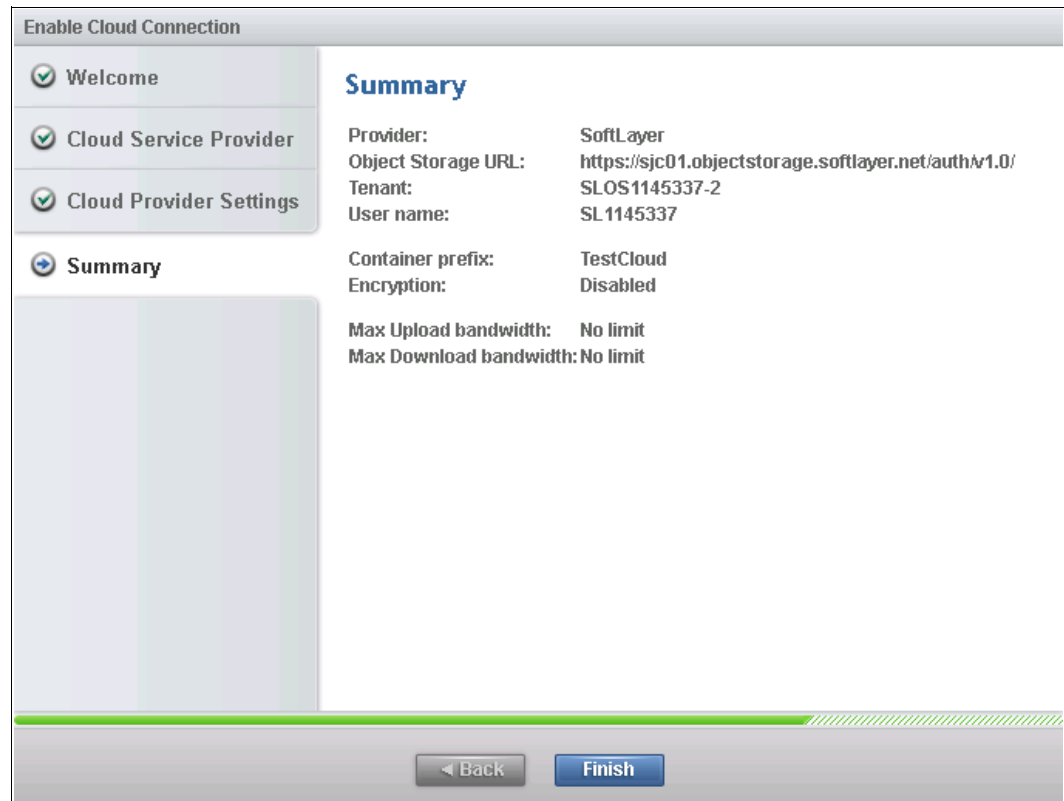 Enable Cloud Connection
Welcome
Cloud Service Provider
Cloud Provider Settings
Summary
Summary
Provider: SoftLayer
Object Storage URL: https://sjc01.objectstorage.softlayer.net/auth/v1.0/
Tenant: SLOS1145337-2
User name: SL1145337
Container prefix: TestCloud
Encryption: Disabled
Max Upload bandwidth: No limit
Max Download bandwidth: No limit
Back
Finish